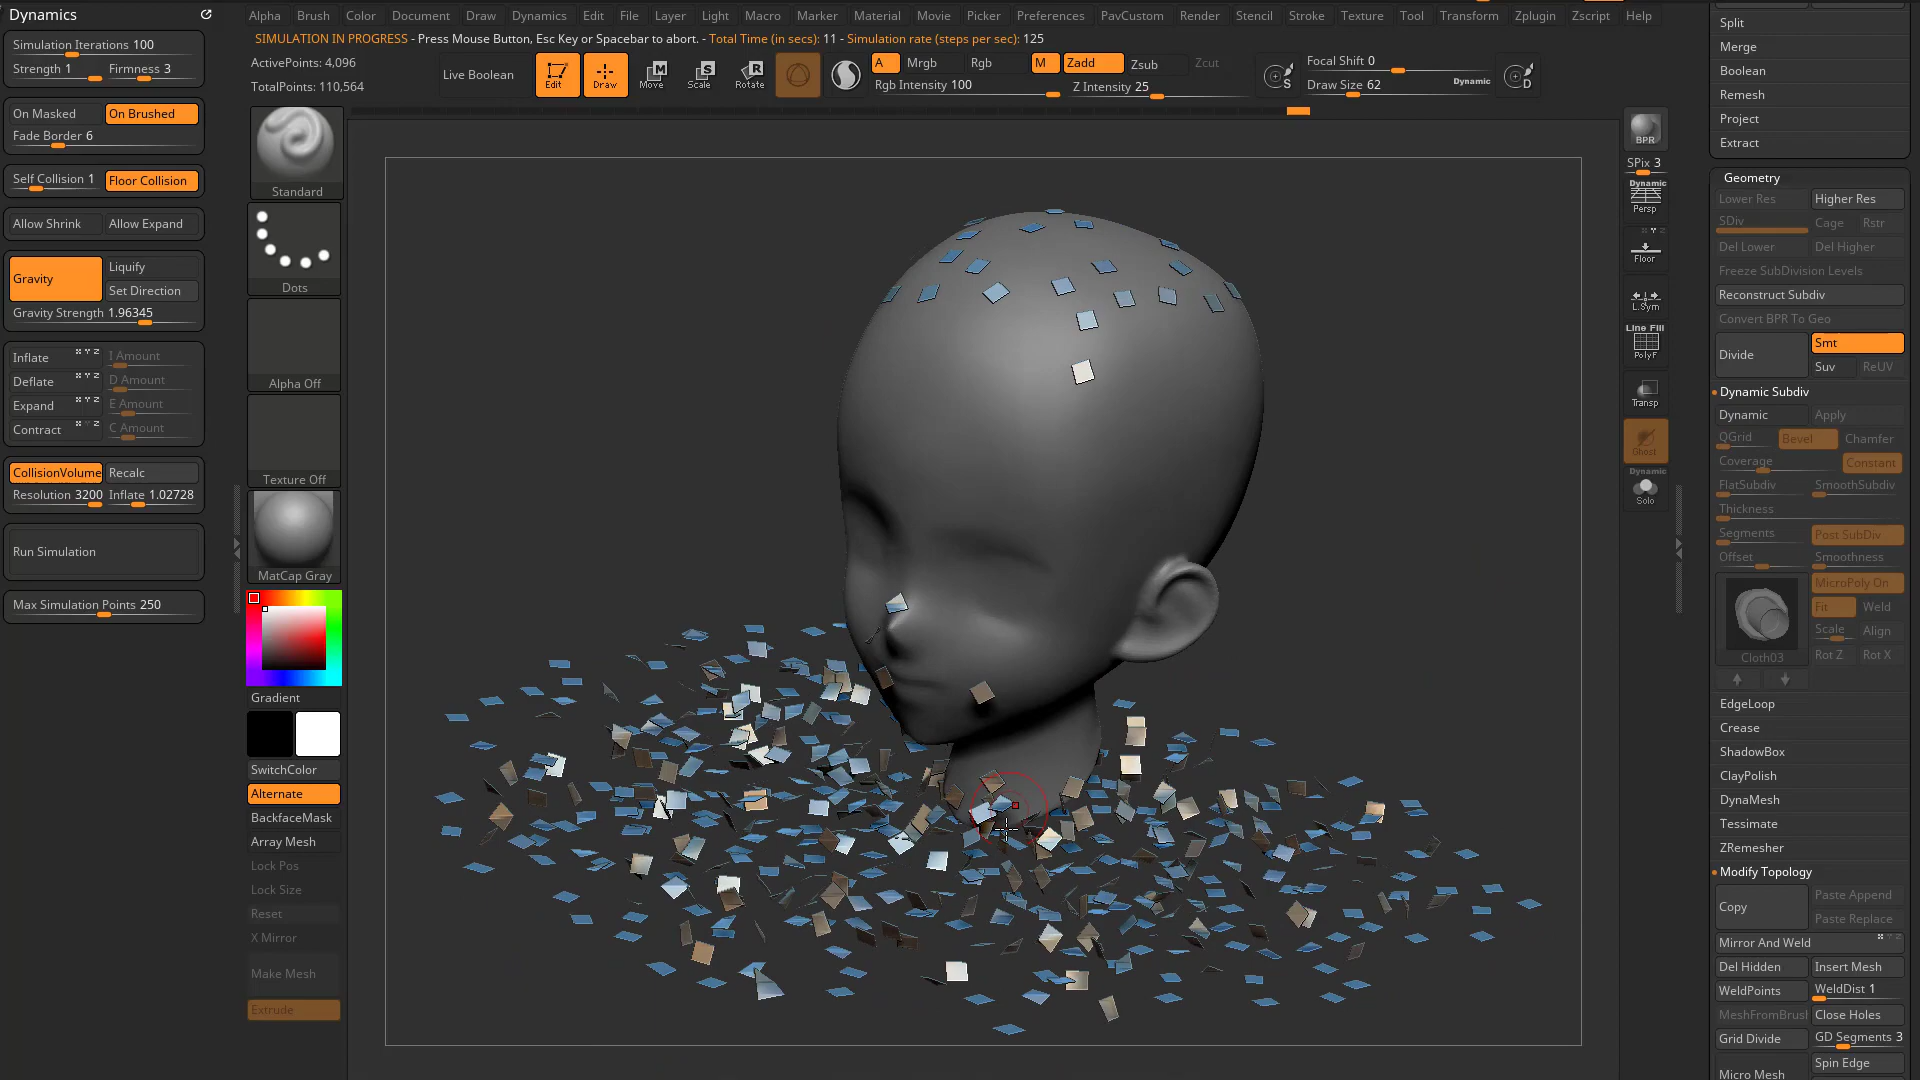 Dynamics
Simulation Iterations 100
Strength 1 Firmness 3
On Masked On Brushed
Fade Border 6
Self Collision 1 Floor Collision
Allow Shrink Allow Expand
Gravity Liquify
Set Direction
Gravity Strength 1.96345
Inflate x Y Z I Amount
Deflate x Y Z D Amount
Expand x Y Z E Amount
Contract x Y Z C Amount
CollisionVolume Recalc
Resolution 3200 Inflate 1.02728
Run Simulation
Max Simulation Points 250
Alpha Brush Color Document Draw Dynamics Edit File Layer Light Macro Marker Material Movie Picker Preferences PavCustom Render Stencil Stroke Texture Tool Transform Zplugin Zscript Help
SIMULATION IN PROGRESS - Press Mouse Button, Esc Key or Spacebar to abort. - Total Time (in secs): 11 - Simulation rate (steps per sec): 125
ActivePoints: 4,096
TotalPoints: 110,564
Live Boolean
Edit Draw Move Scale Rotate
M S R
A Mrgb Rgb M Zadd Zsub Zcut
Rgb Intensity 100 Z Intensity 25
S Focal Shift 0
Draw Size 62 Dynamic D
Standard
Dots
Alpha Off
Texture Off
MatCap Gray
Gradient
SwitchColor
Alternate
BackfaceMask
Array Mesh
Lock Pos
Lock Size
Reset
X Mirror
Make Mesh
Extrude
BPR
SPix 3
Dynamic
Persp
Floor
L.Sym
Line Fill
PolyF
Transp
Ghost
Dynamic
Solo
Split
Merge
Boolean
Remesh
Project
Extract
Geometry
Lower Res Higher Res
SDiv Cage Rstr
Del Lower Del Higher
Freeze SubDivision Levels
Reconstruct Subdiv
Convert BPR To Geo
Divide Smt
Suv ReUV
Dynamic Subdiv
Dynamic Apply
QGrid Bevel Chamfer
Coverage Constant
FlatSubdiv SmoothSubdiv
Thickness
Segments Post SubDiv
Offset Smoothness
MicroPoly On
Fit Weld
Scale Align
Cloth03 Rot Z Rot X
EdgeLoop
Crease
ShadowBox
ClayPolish
DynaMesh
Tessimate
ZRemesher
Modify Topology
Copy Paste Append
Paste Replace
Mirror And Weld
Del Hidden Insert Mesh
WeldPoints WeldDist 1
MeshFromBrus Close Holes
Grid Divide GD Segments 3
Micro Mesh Spin Edge